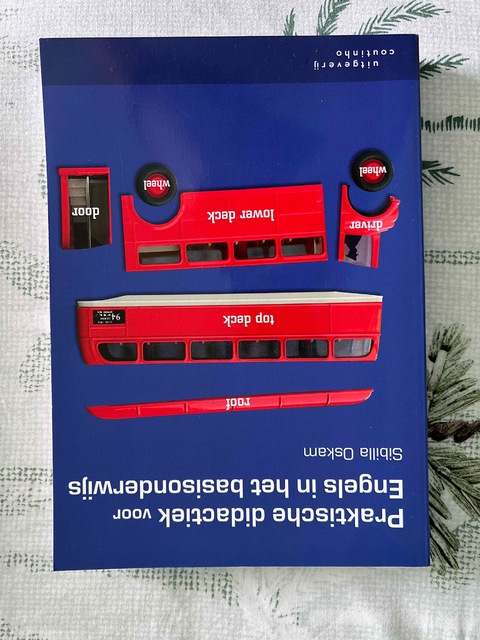 Praktische didactiek voor
Engels in het basisonderwijs
Sibilla Oskam
roof
top deck
94
driver
lower deck
door
wheel
wheel
uitgeverij
coutinho